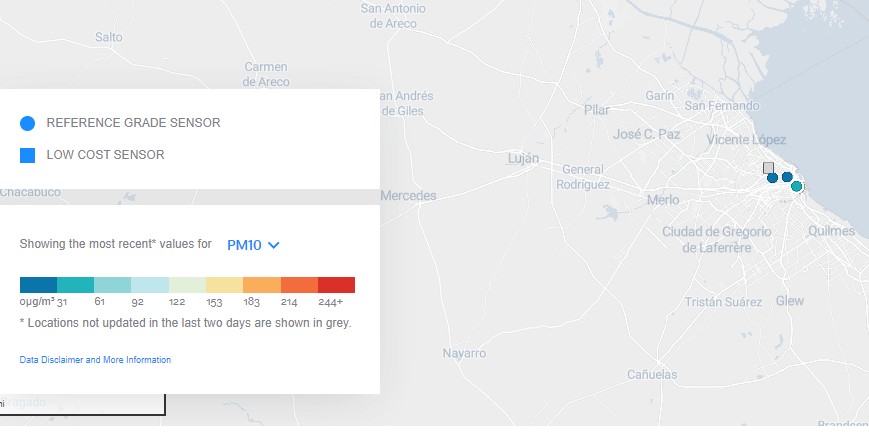 San Antonio
de Areco
Salto
Carmen
de Areco
an Andrés
de Giles
Garín
Pilar
San Fernando
José C. Paz
Vicente López
Luján
General
Rodríguez
Chacabuco
Mercedes
Merlo
Ciudad de Gregorio
de Laferrère
Quilmes
Tristán Suárez
Glew
Navarro
Cañuelas
REFERENCE GRADE SENSOR
LOW COST SENSOR
Showing the most recent* values for PM10
0µg/m³ 31 61 92 122 153 183 214 244+
* Locations not updated in the last two days are shown in grey.
Data Disclaimer and More Information